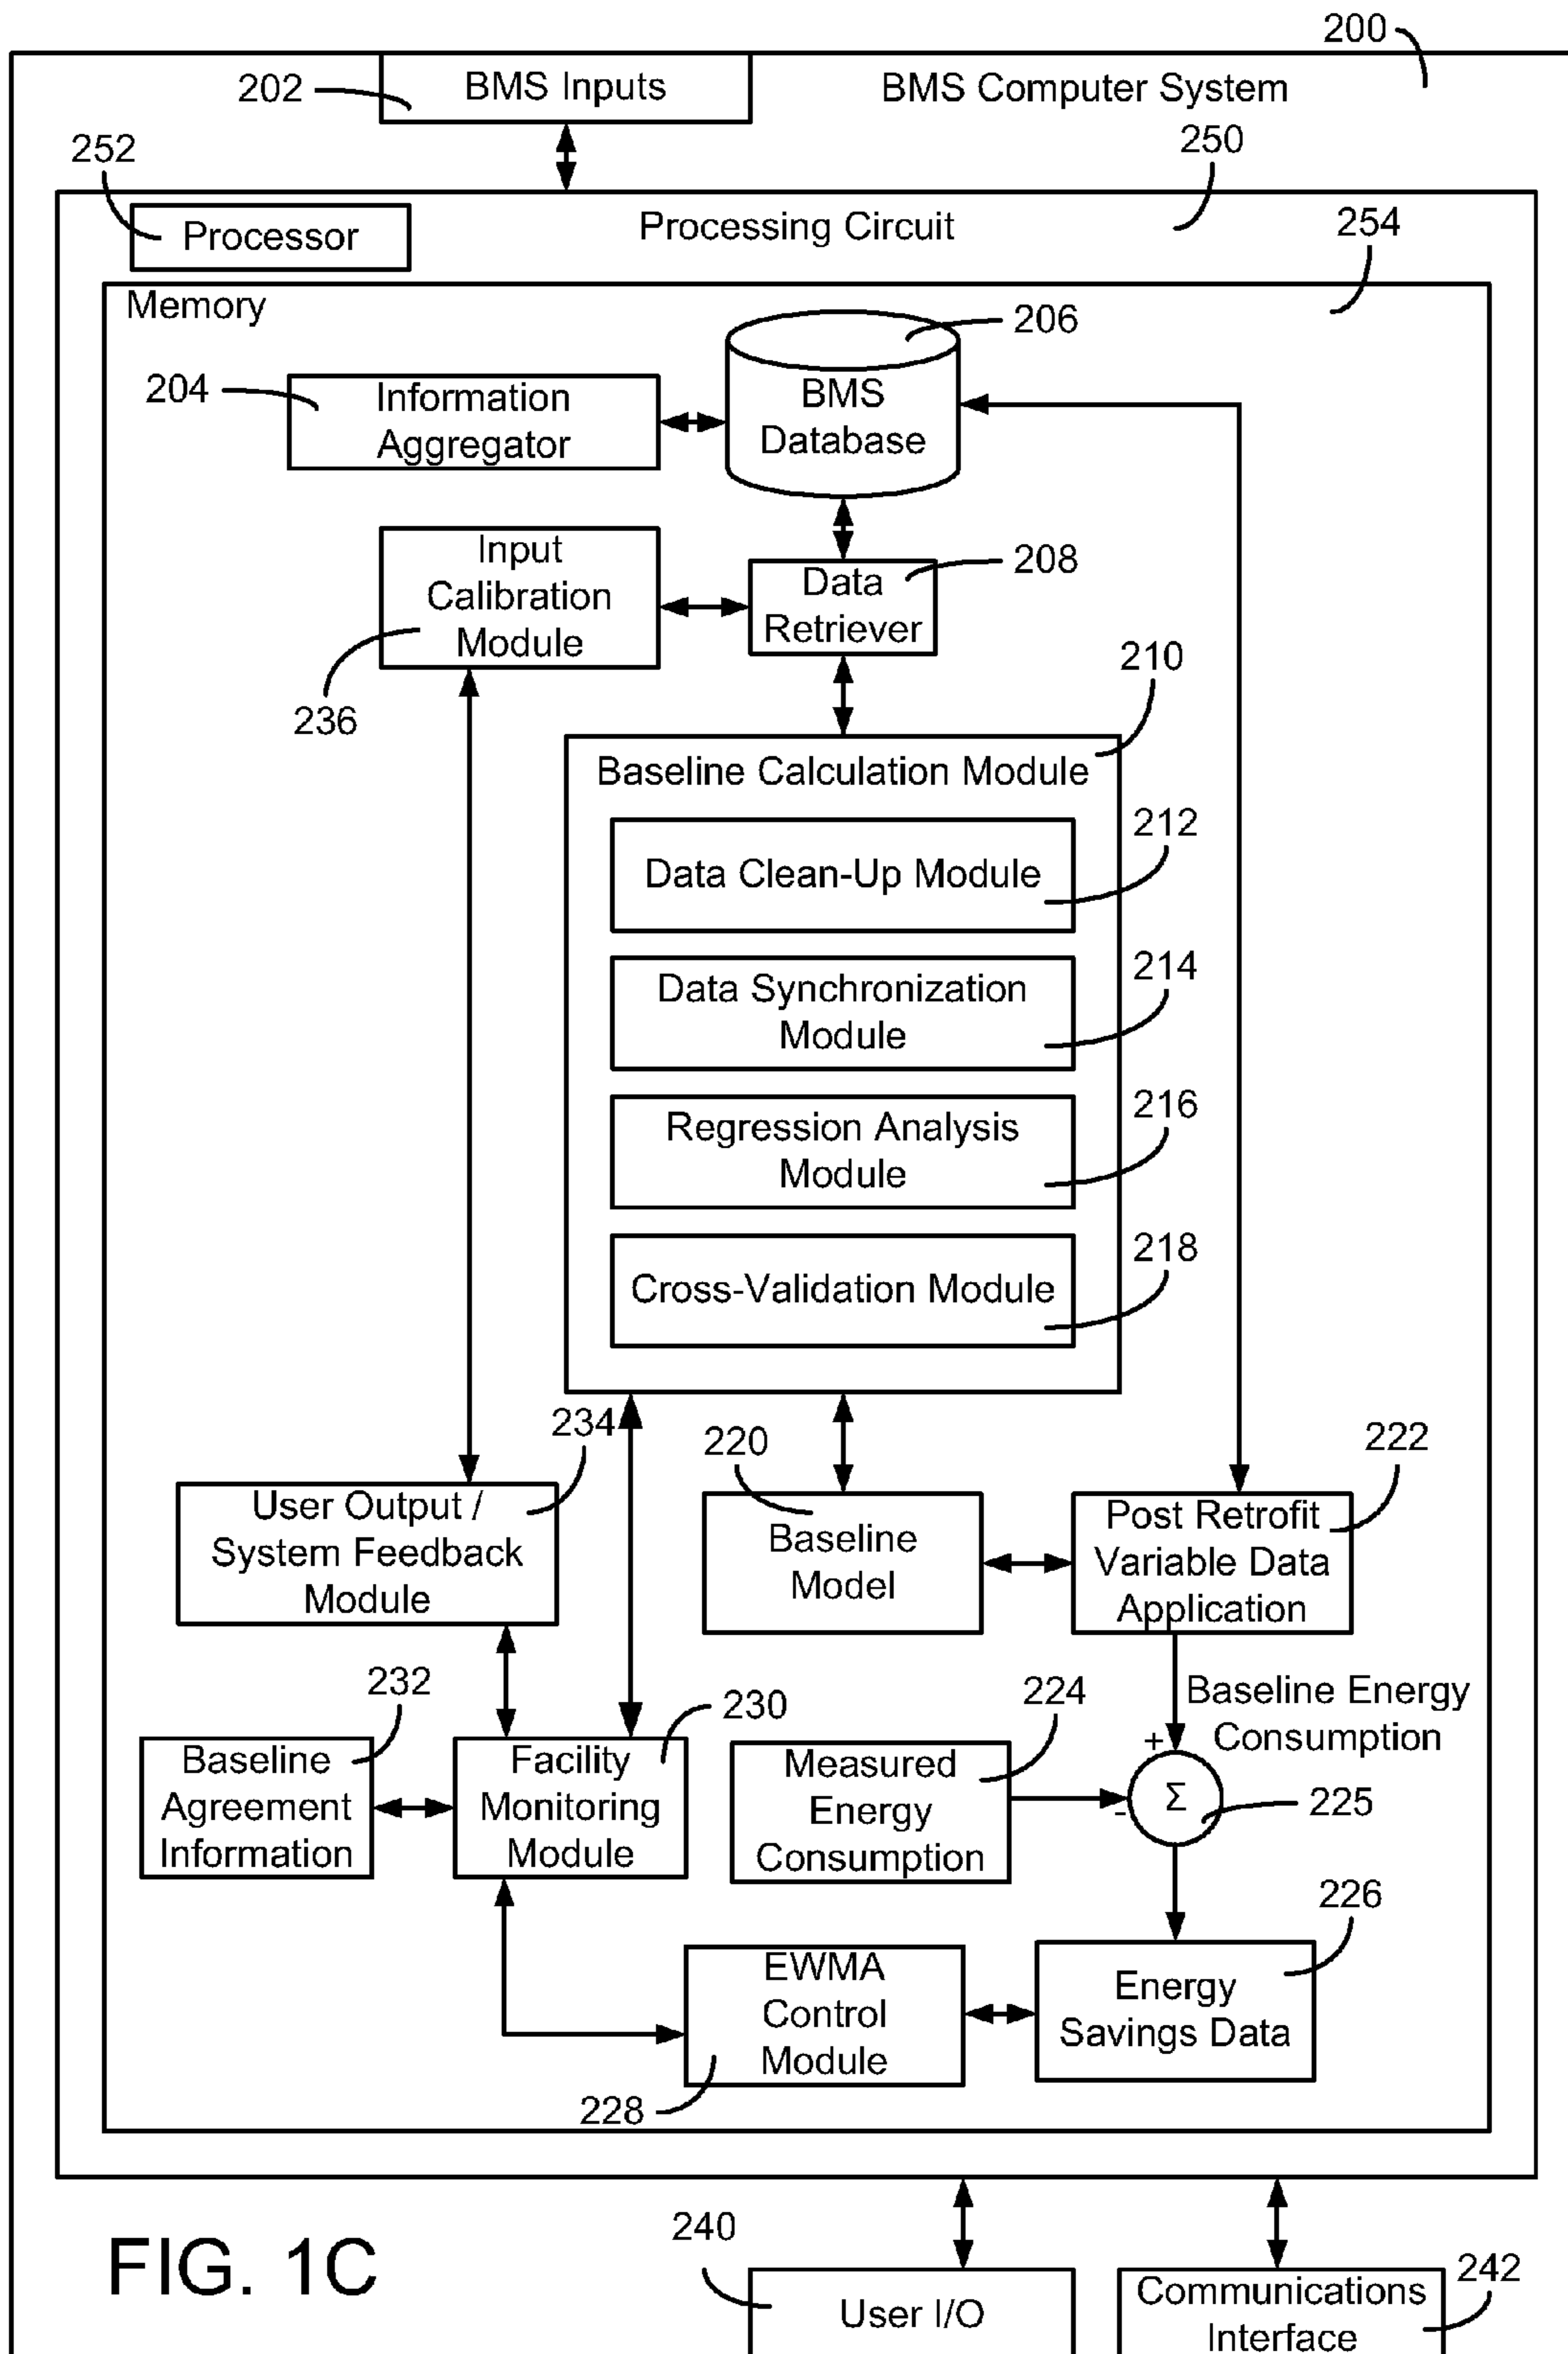 200
202
BMS Inputs
BMS Computer System
252
250
Processor
Processing Circuit
254
Memory
206
204
Information
Aggregator
BMS
Database
Input
Calibration
Module
Data
Retriever
208
236
210
Baseline Calculation Module
212
Data Clean-Up Module
214
Data Synchronization
Module
216
Regression Analysis
Module
218
Cross-Validation Module
234
220
222
User Output /
System Feedback
Module
Baseline
Model
Post Retrofit
Variable Data
Application
232
230
224
Baseline Energy
Consumption
Baseline
Agreement
Information
Facility
Monitoring
Module
Measured
Energy
Consumption
+
-
Σ
225
226
EWMA
Control
Module
Energy
Savings Data
228
FIG. 1C
240
242
User I/O
Communications
Interface